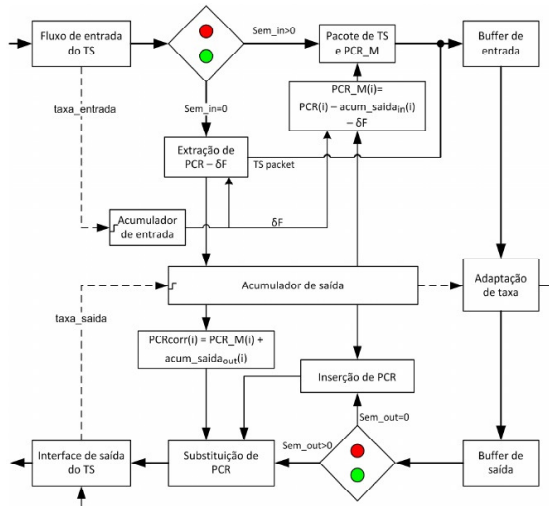 Fluxo de entrada
do TS
Sem_in>0
Pacote de TS
e PCR_M
Buffer de
entrada
taxa_entrada
Sem_in=0
PCR_M(i)=
PCR(i) – acum_saída_in(i)
– δF
Extração de
PCR – δF
TS packet
Acumulador
de entrada
δF
Acumulador de saída
Adaptação
de taxa
taxa_saida
PCRcorr(i) = PCR_M(i) +
acum_saida_out(i)
Inserção de PCR
Sem_out=0
Interface de saída
do TS
Substituição de
PCR
Sem_out>0
Buffer de
saída